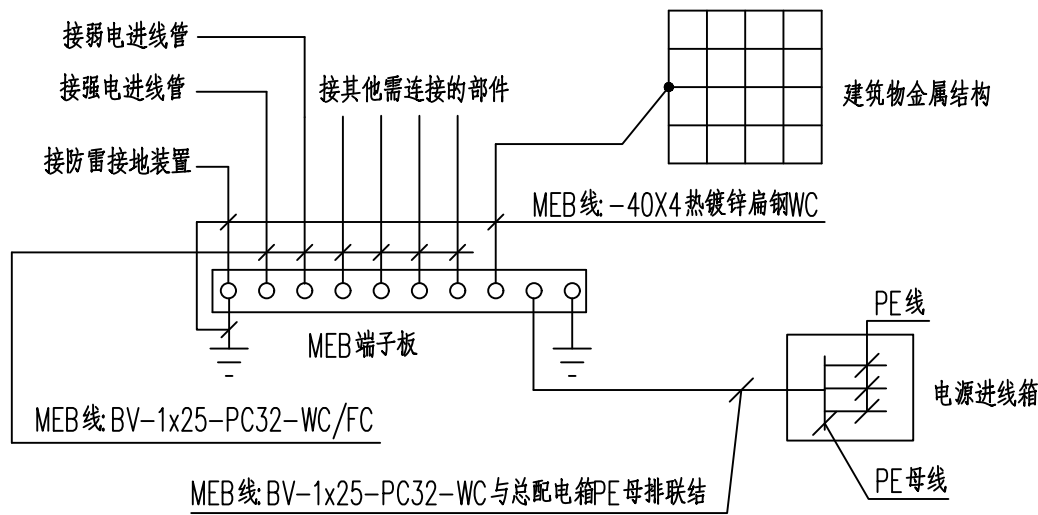 接弱电进线管
接强电进线管
接其他需连接的部件
建筑物金属结构
接防雷接地装置
MEB线:-40X4热镀锌扁钢WC
PE线
MEB端子板
电源进线箱
MEB线:BV-1x25-PC32-WC/FC
PE母线
MEB线:BV-1x25-PC32-WC与总配电箱PE母排联结